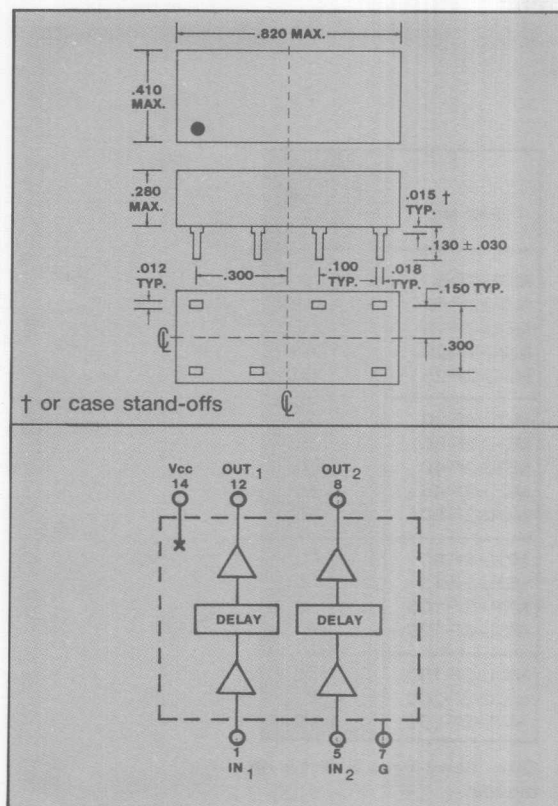 .820 MAX.
.410
MAX.
.280
MAX.
.015 †
TYP.
.130 ± .030
.012
TYP.
.300
.100
TYP.
.018
TYP.
.150 TYP.
.300
℄
† or case stand-offs
℄
Vcc
14
OUT 1
12
OUT 2
8
DELAY
DELAY
1
IN 1
5
IN 2
7
G